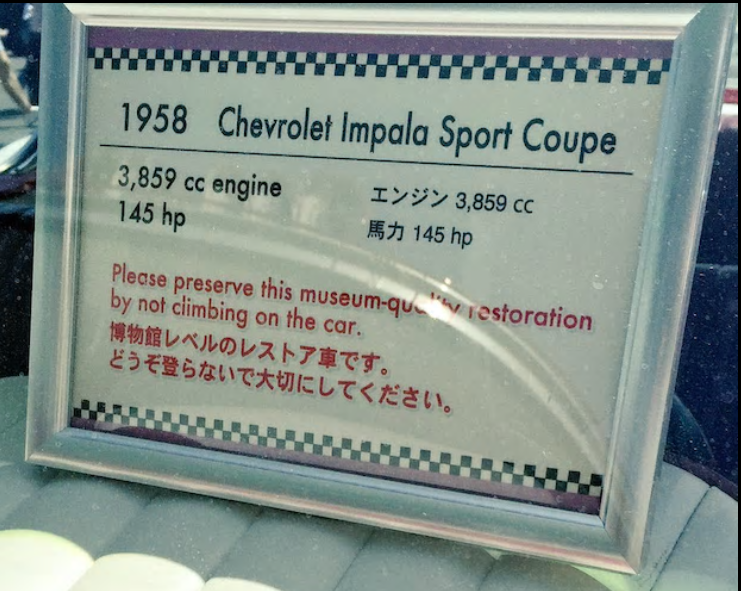 1958 Chevrolet Impala Sport Coupe
3,859 cc engine
145 hp
エンジン 3,859 cc
馬力 145 hp
Please preserve this museum-quality restoration
by not climbing on the car.
博物館レベルのレストア車です。
どうぞ登らないで大切にしてください。